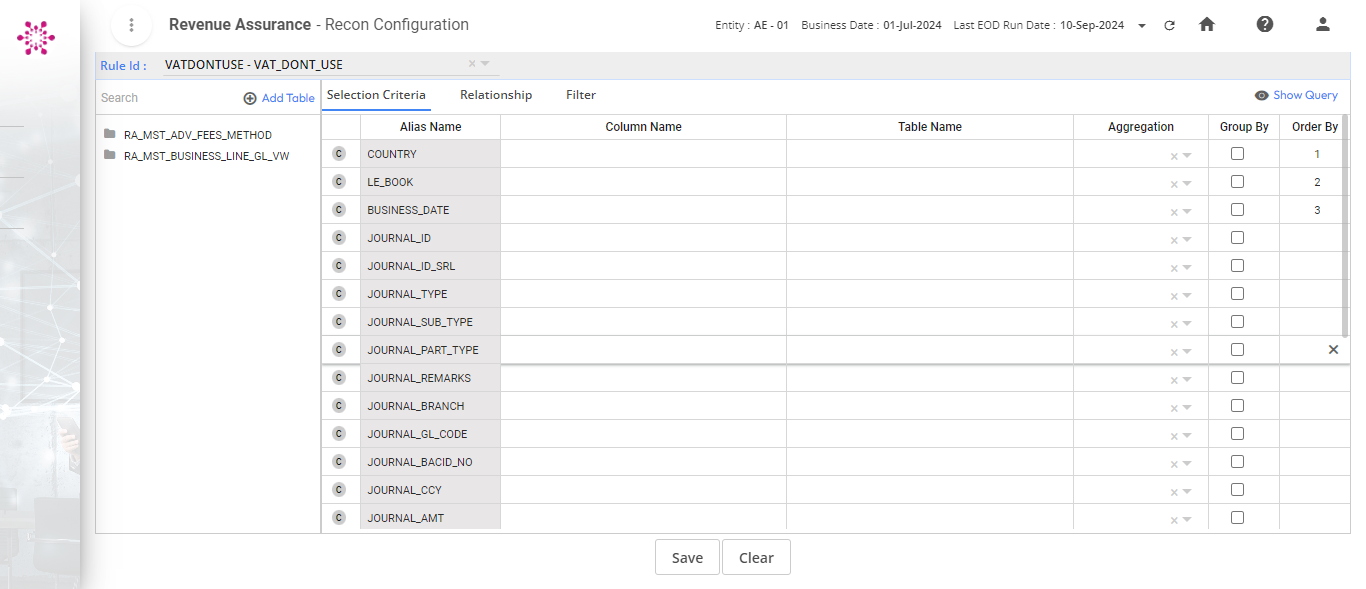 Revenue Assurance - Recon Configuration
Entity : AE - 01 Business Date : 01-Jul-2024 Last EOD Run Date : 10-Sep-2024
Rule Id : VATDONTUSE - VAT_DONT_USE
Search Add Table
RA_MST_ADV_FEES_METHOD
RA_MST_BUSINESS_LINE_GL_VW
Selection Criteria Relationship Filter Show Query
Alias Name Column Name Table Name Aggregation Group By Order By
C COUNTRY 1
C LE_BOOK 2
C BUSINESS_DATE 3
C JOURNAL_ID
C JOURNAL_ID_SRL
C JOURNAL_TYPE
C JOURNAL_SUB_TYPE
C JOURNAL_PART_TYPE
C JOURNAL_REMARKS
C JOURNAL_BRANCH
C JOURNAL_GL_CODE
C JOURNAL_BACID_NO
C JOURNAL_CCY
C JOURNAL_AMT
Save Clear